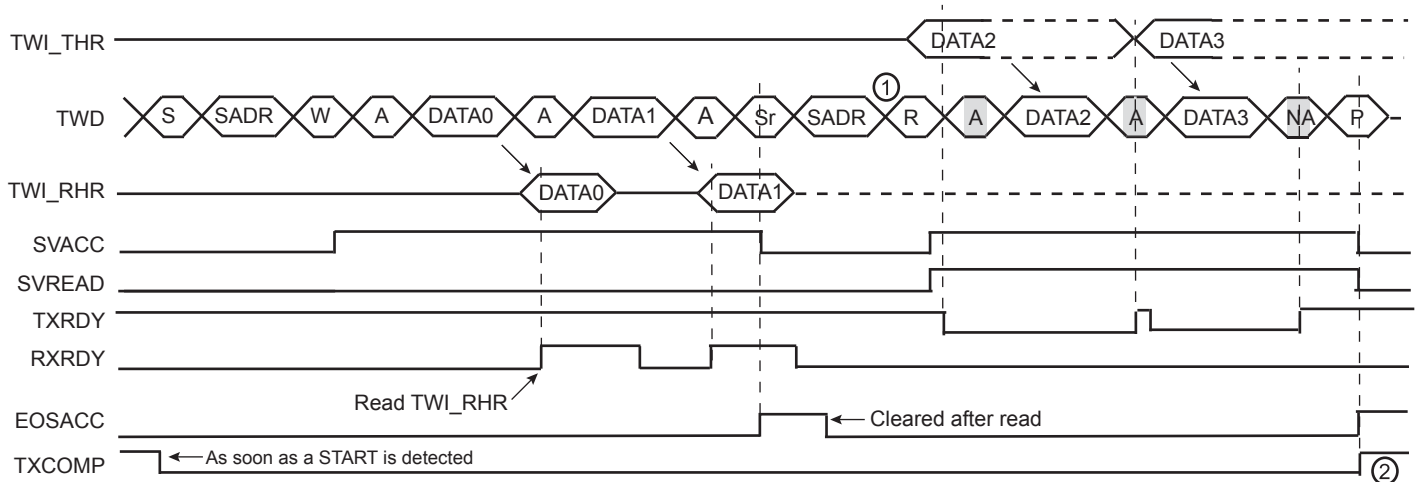 TWI_THR DATA2 DATA3
①
TWD S SADR W A DATA0 A DATA1 A Sr SADR R A DATA2 A DATA3 NA P
TWI_RHR DATA0 DATA1
SVACC
SVREAD
TXRDY
RXRDY
Read TWI_RHR
EOSACC Cleared after read
TXCOMP As soon as a START is detected ②